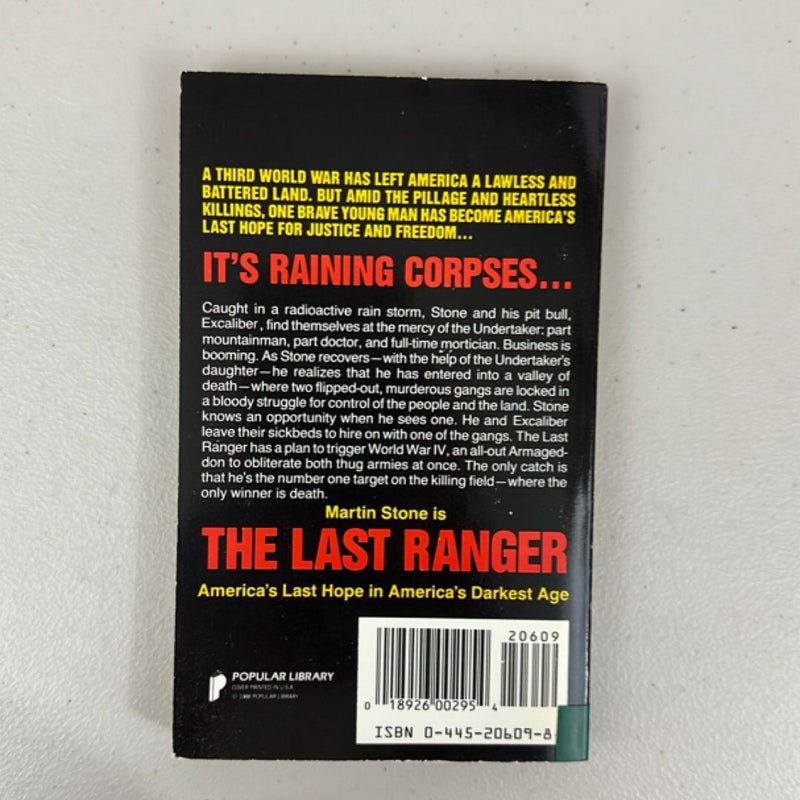 A THIRD WORLD WAR HAS LEFT AMERICA A LAWLESS AND
BATTERED LAND. BUT AMID THE PILLAGE AND HEARTLESS
KILLINGS, ONE BRAVE YOUNG MAN HAS BECOME AMERICA'S
LAST HOPE FOR JUSTICE AND FREEDOM...
IT'S RAINING CORPSES...
Caught in a radioactive rain storm, Stone and his pit bull,
Excaliber, find themselves at the mercy of the Undertaker: part
mountainman, part doctor, and full-time mortician. Business is
booming. As Stone recovers—with the help of the Undertaker's
daughter—he realizes that he has entered into a valley of
death—where two flipped-out, murderous gangs are locked in
a bloody struggle for control of the people and the land. Stone
knows an opportunity when he sees one. He and Excaliber
leave their sickbeds to hire on with one of the gangs. The Last
Ranger has a plan to trigger World War IV, an all-out Armaged-
don to obliterate both thug armies at once. The only catch is
that he's the number one target on the killing field—where the
only winner is death.
Martin Stone is
THE LAST RANGER
America's Last Hope in America's Darkest Age
20609
POPULAR LIBRARY
COVER PRINTED IN U.S.A.
© 1988 POPULAR LIBRARY
0 18926 00295 4
ISBN 0-445-20609-8